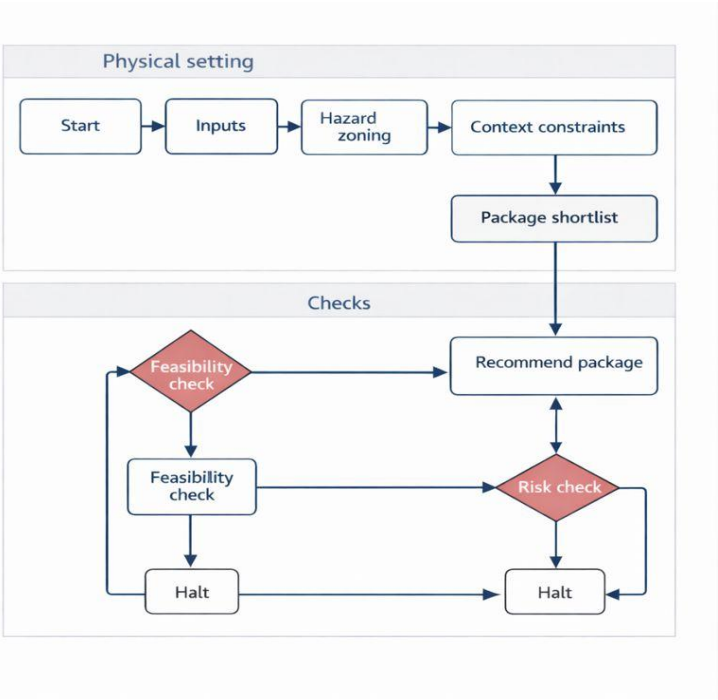 Physical setting
Start
Inputs
Hazard
zoning
Context constraints
Package shortlist
Checks
Feasibility
check
Recommend package
Feasibility
check
Risk check
Halt
Halt